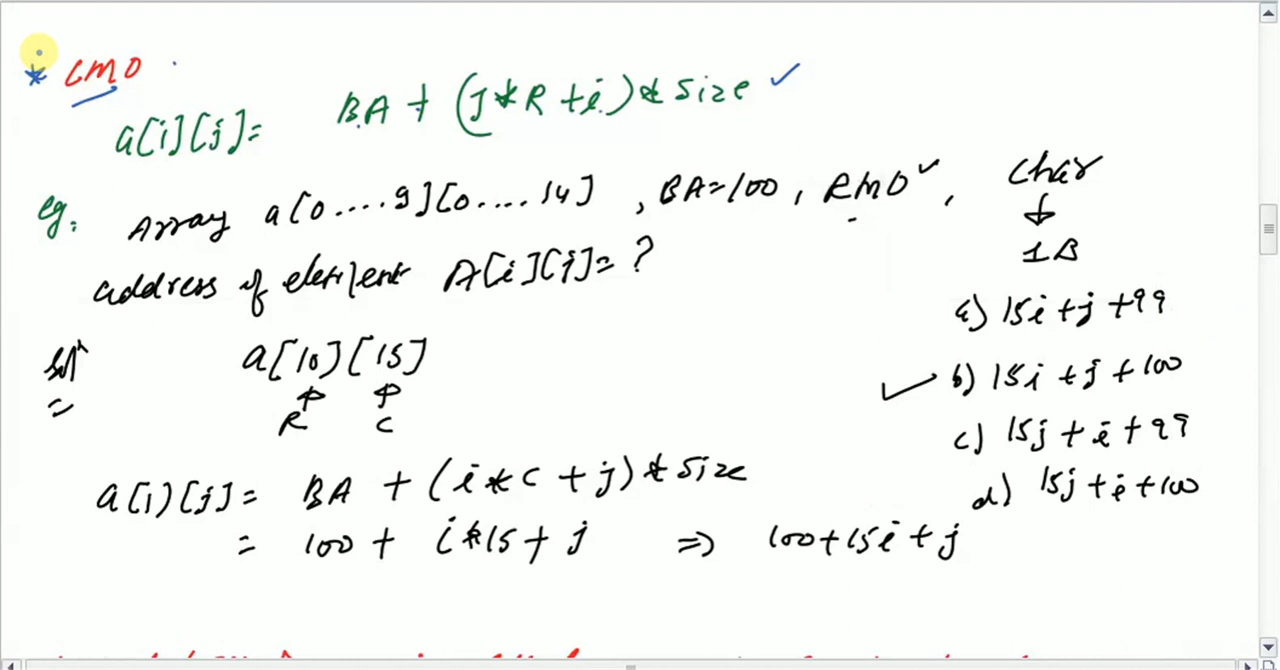 * CMO
a[i][j] = BA + (J*R+i)*Size ✓
eg. Array a[0....9][0....14], BA=100, RMO ✓, Char
↓
1B
address of element A[i][j]=?
a) 15i+j+99
Solⁿ a[10][15]
= ↑ ↑
R C
✓ b) 15i+j+100
c) 15j+i+99
d) 15j+i+100
a[i][j] = BA + (i*C+j)*Size
= 100 + i*15+j ⇒ 100+15i+j